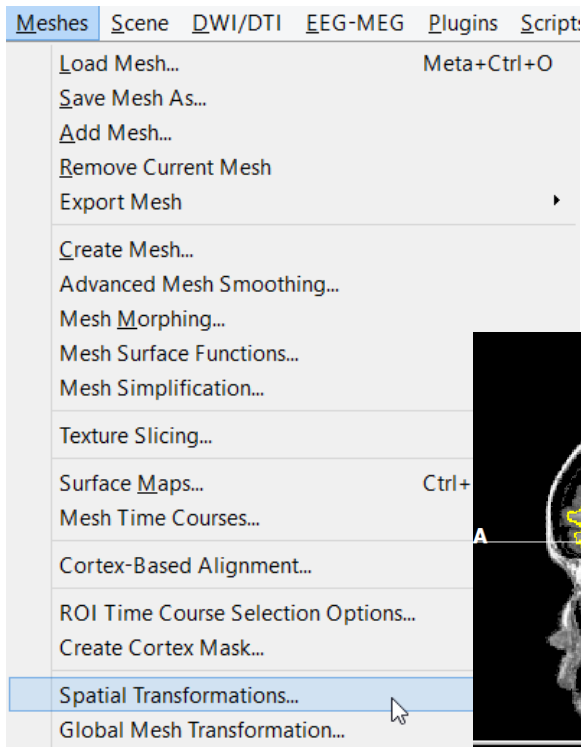 Meshes Scene DWI/DTI EEG-MEG Plugins Scripts
Load Mesh... Meta+Ctrl+O
Save Mesh As...
Add Mesh...
Remove Current Mesh
Export Mesh
Create Mesh...
Advanced Mesh Smoothing...
Mesh Morphing...
Mesh Surface Functions...
Mesh Simplification...
Texture Slicing...
Surface Maps... Ctrl+
Mesh Time Courses...
Cortex-Based Alignment...
A
ROI Time Course Selection Options...
Create Cortex Mask...
Spatial Transformations...
Global Mesh Transformation...